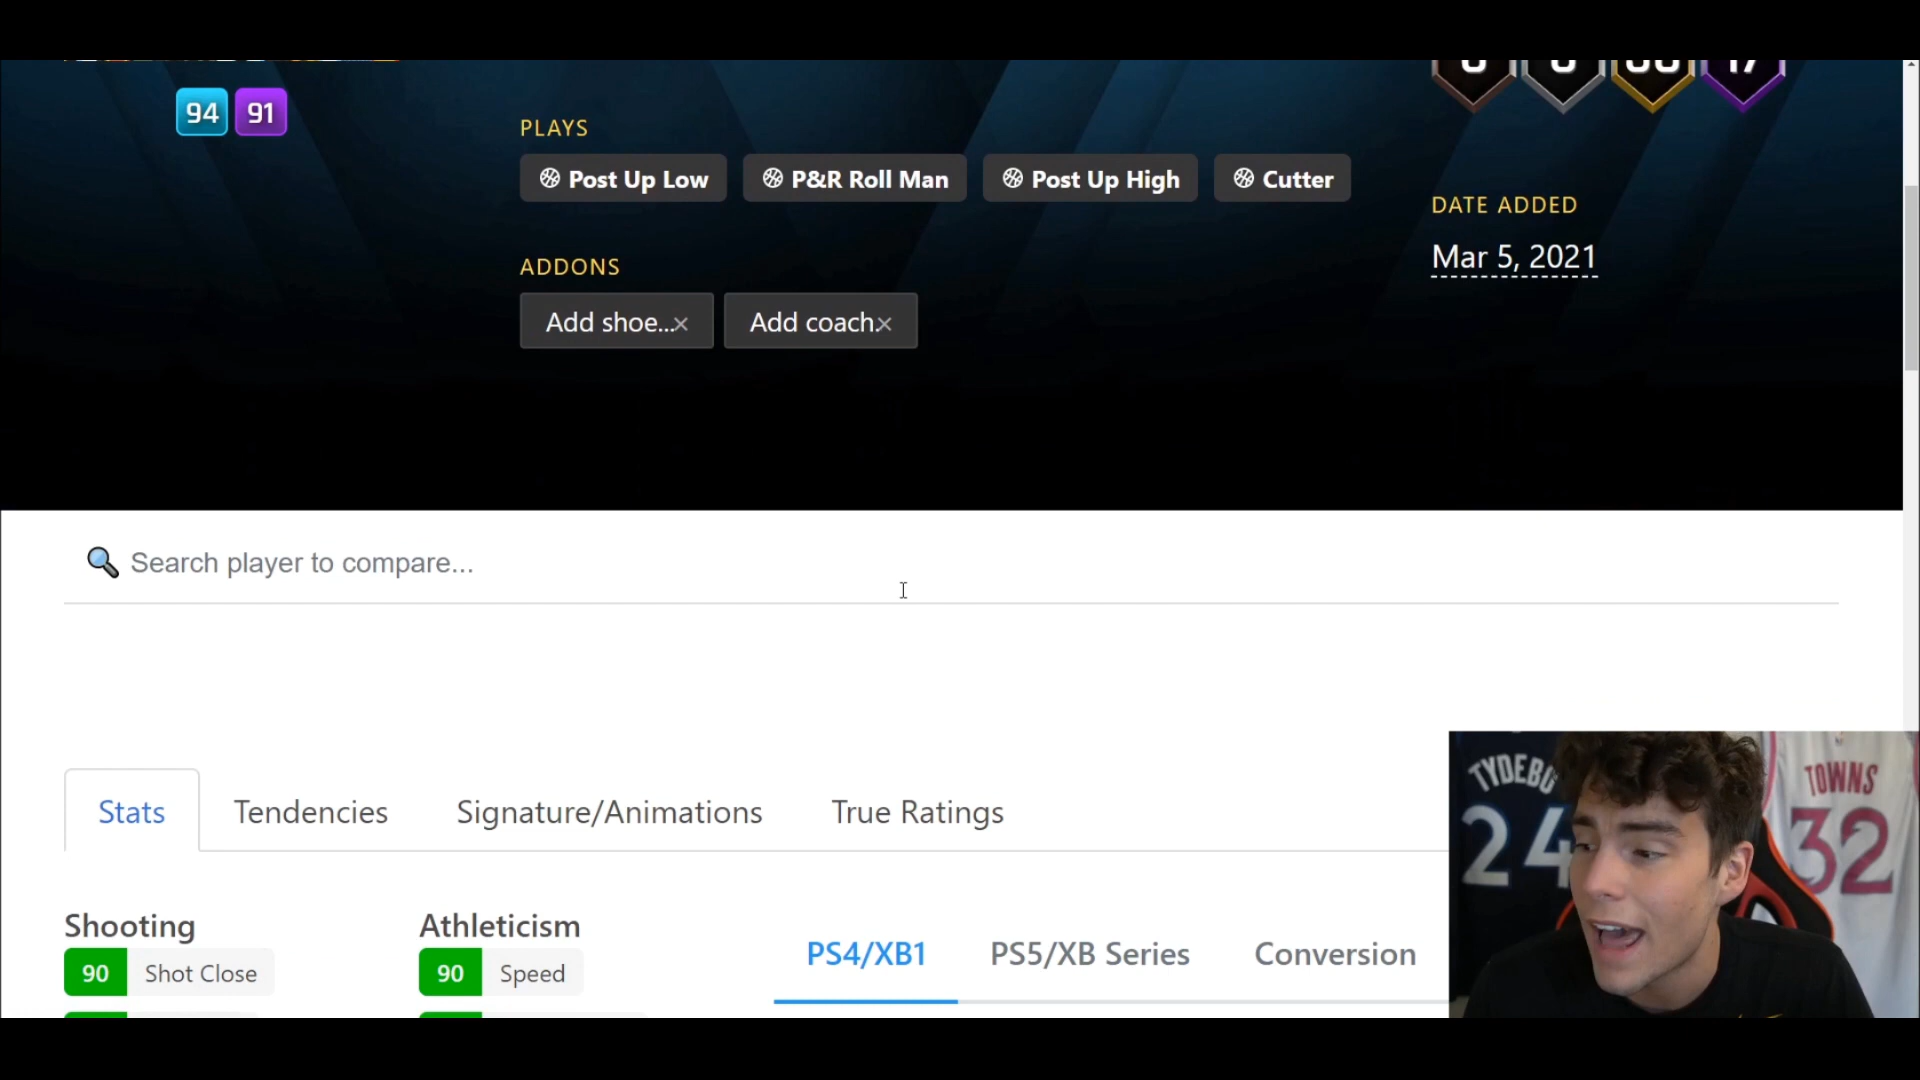 94 91
PLAYS
Post Up Low P&R Roll Man Post Up High Cutter
DATE ADDED
Mar 5, 2021
ADDONS
Add shoe... Add coach.
Search player to compare...
Stats Tendencies Signature/Animations True Ratings
Shooting Athleticism
90 Shot Close 90 Speed
PS4/XB1 PS5/XB Series Conversion
TOWNS
24
32